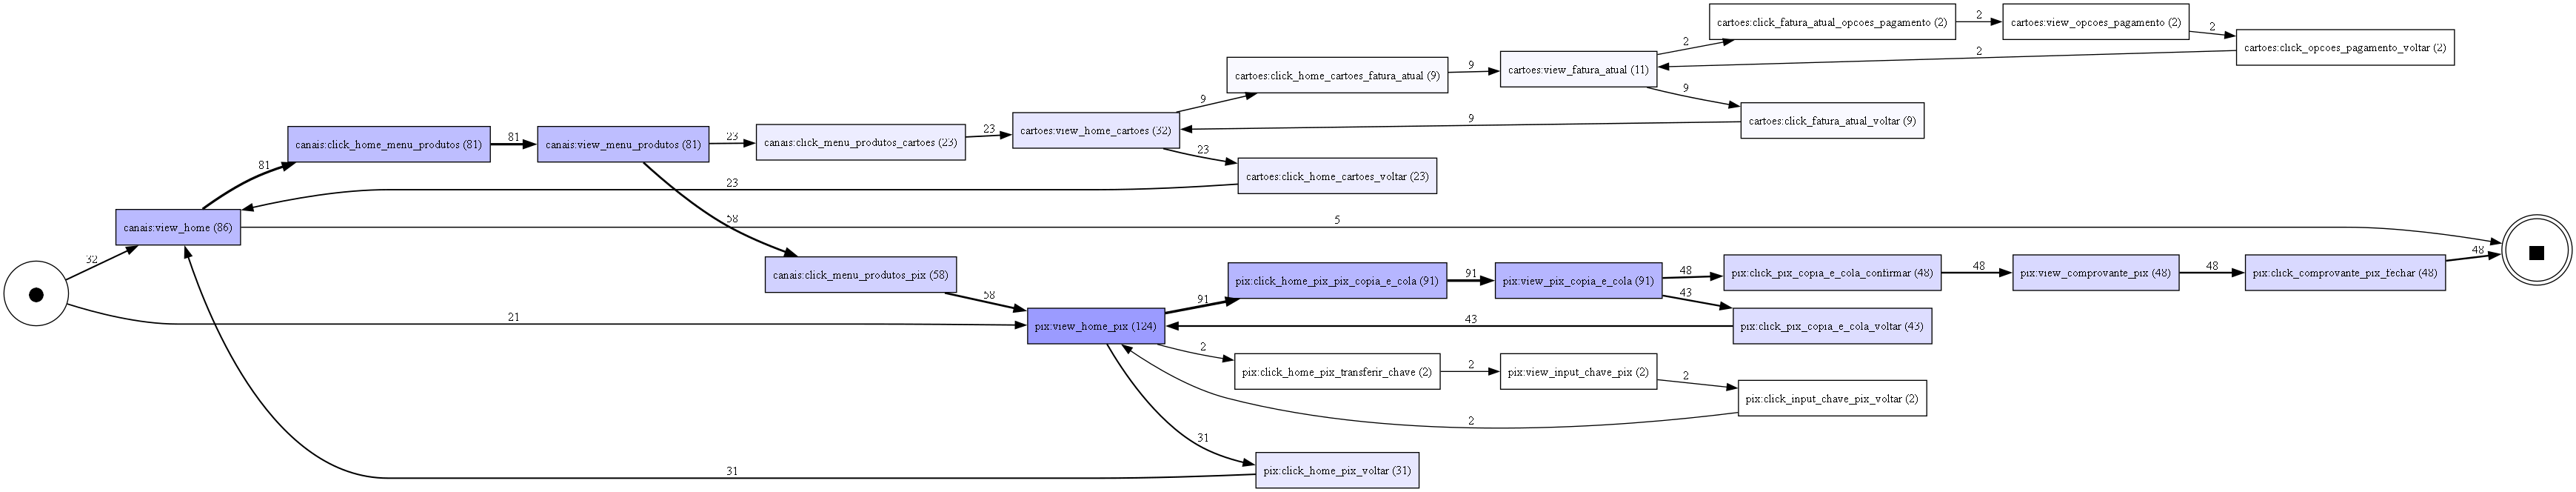 cartoes:click_fatura_atual_opcoes_pagamento (2)
2
cartoes:view_opcoes_pagamento (2)
2
cartoes:click_opcoes_pagamento_voltar (2)
2
2
cartoes:click_home_cartoes_fatura_atual (9)
9
cartoes:view_fatura_atual (11)
9
cartoes:click_fatura_atual_voltar (9)
9
9
canais:click_home_menu_produtos (81)
81
canais:view_menu_produtos (81)
23
canais:click_menu_produtos_cartoes (23)
23
cartoes:view_home_cartoes (32)
23
cartoes:click_home_cartoes_voltar (23)
81
23
58
canais:view_home (86)
5
32
canais:click_menu_produtos_pix (58)
58
pix:click_home_pix_pix_copia_e_cola (91)
91
pix:view_pix_copia_e_cola (91)
48
pix:click_pix_copia_e_cola_confirmar (48)
48
pix:view_comprovante_pix (48)
48
pix:click_comprovante_pix_fechar (48)
48
91
43
21
pix:view_home_pix (124)
43
pix:click_pix_copia_e_cola_voltar (43)
2
pix:click_home_pix_transferir_chave (2)
2
pix:view_input_chave_pix (2)
2
pix:click_input_chave_pix_voltar (2)
2
31
31
pix:click_home_pix_voltar (31)